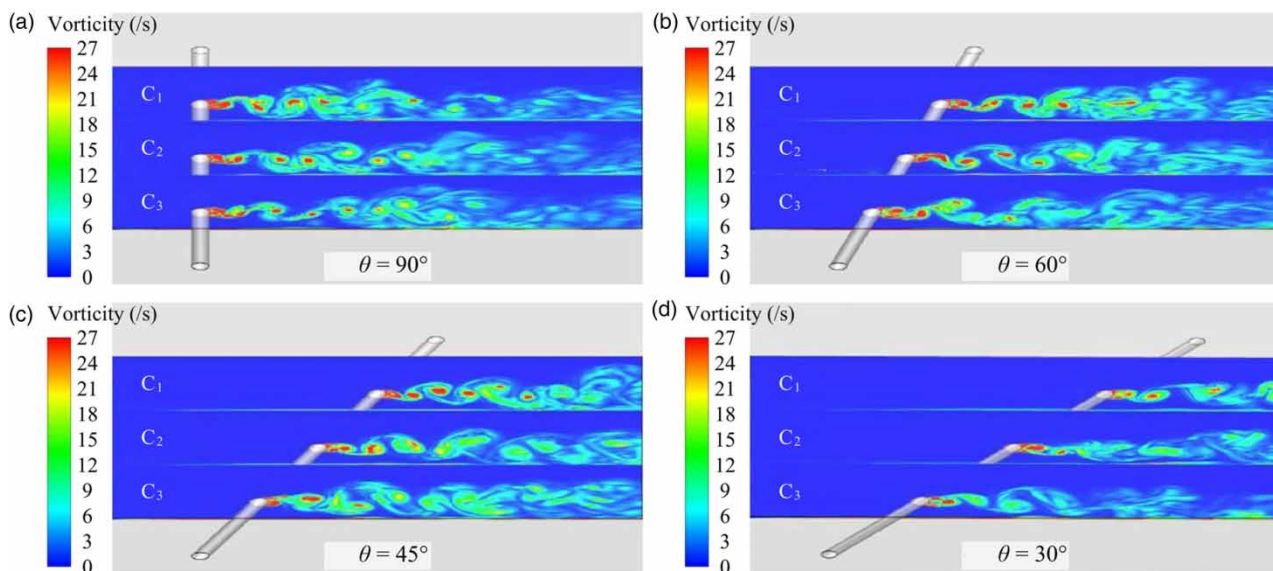 (a) Vorticity (/s)
27
24
21
18
15
12
9
6
3
0
C₁
C₂
C₃
θ = 90°
(b) Vorticity (/s)
27
24
21
18
15
12
9
6
3
0
C₁
C₂
C₃
θ = 60°
(c) Vorticity (/s)
27
24
21
18
15
12
9
6
3
0
C₁
C₂
C₃
θ = 45°
(d) Vorticity (/s)
27
24
21
18
15
12
9
6
3
0
C₁
C₂
C₃
θ = 30°